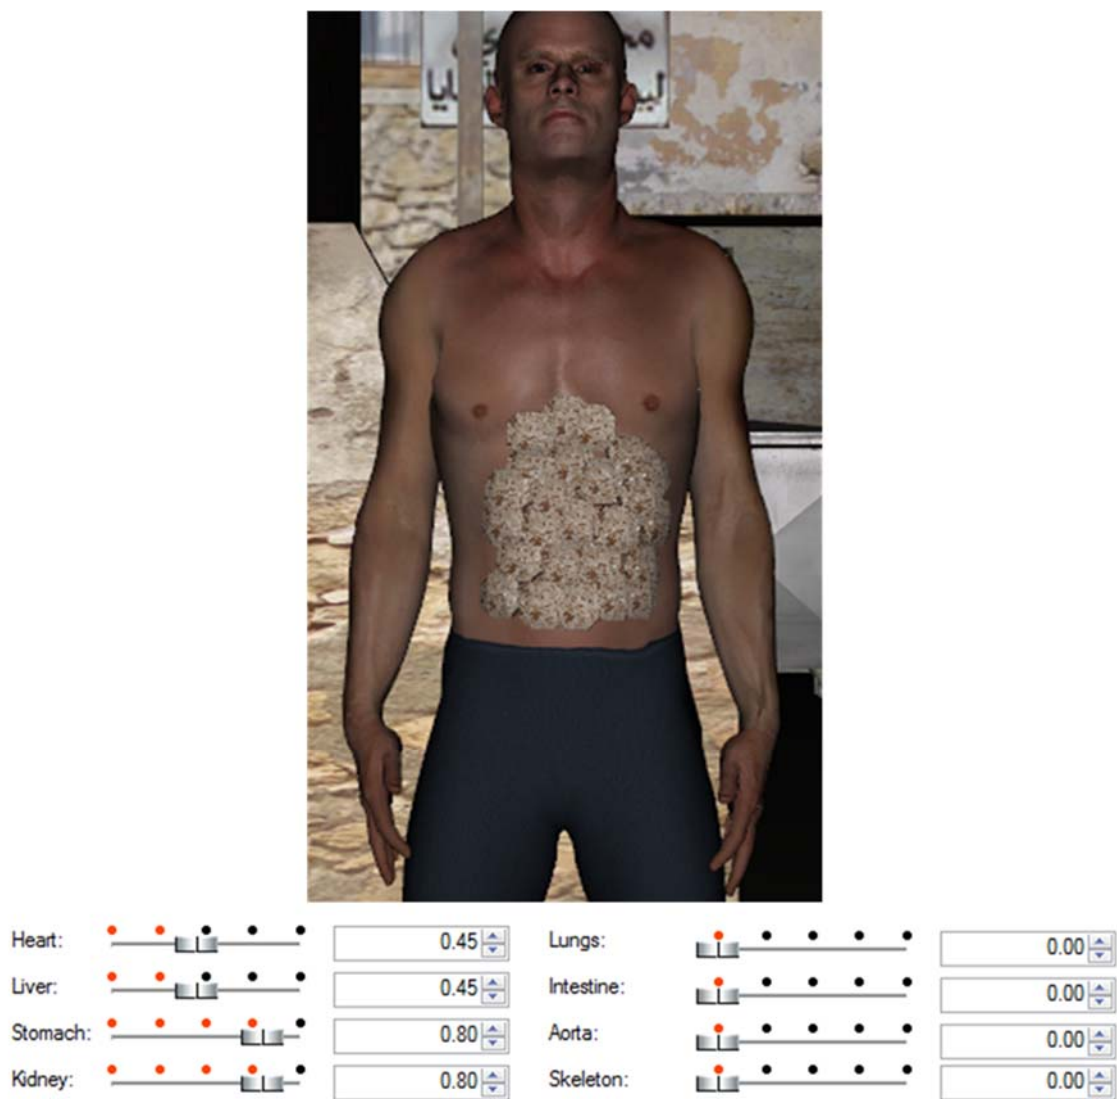 Heart: 0.45 Lungs: 0.00
Liver: 0.45 Intestine: 0.00
Stomach: 0.80 Aorta: 0.00
Kidney: 0.80 Skeleton: 0.00